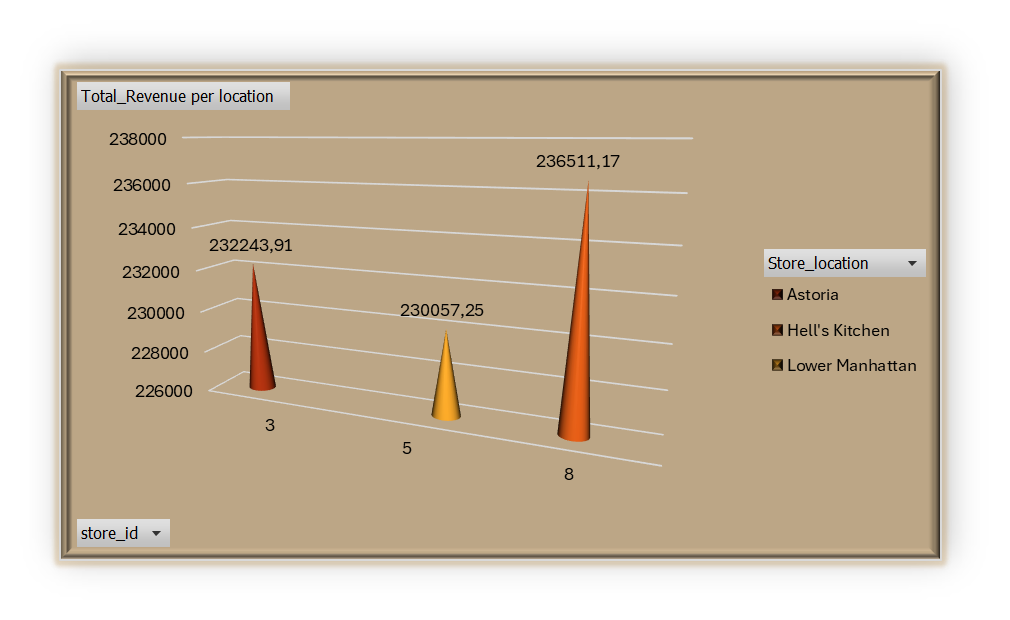 Total_Revenue per location
238000
236000
234000
232000
230000
228000
226000
232243,91
230057,25
236511,17
3
5
8
Store_location
Astoria
Hell's Kitchen
Lower Manhattan
store_id